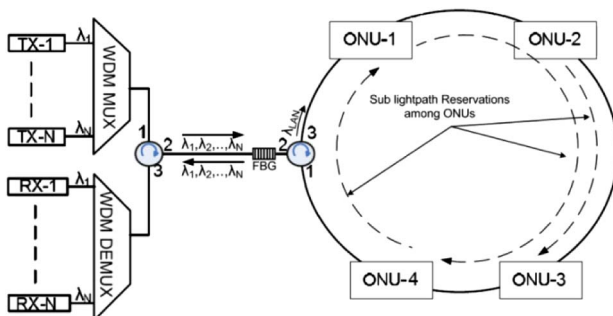 TX-1
λ1
TX-N
λN
WDM MUX
RX-1
λ1
RX-N
λN
WDM DEMUX
1
2
3
λ1,λ2,..,λN
λ1,λ2,..,λN
FBG
2
3
1
λLAN
ONU-1
ONU-2
Sub lightpath Reservations
among ONUs
ONU-4
ONU-3